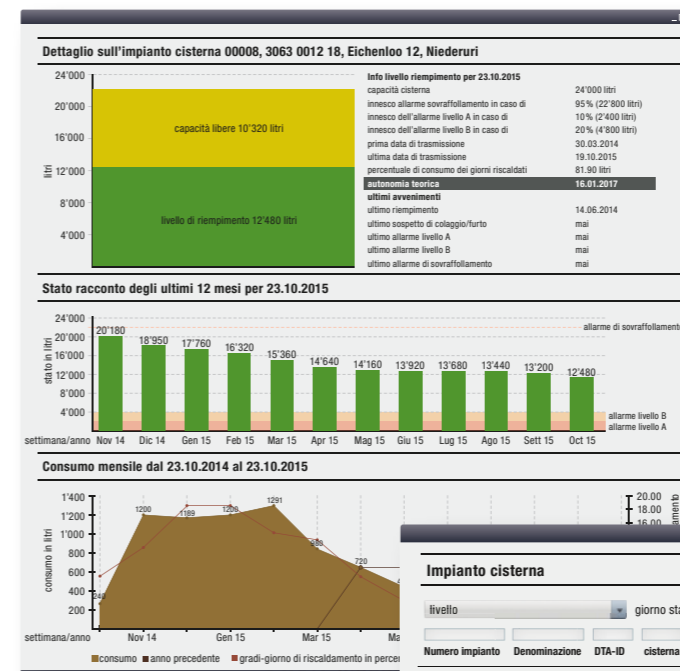 Dettaglio sull'impianto cisterna 00008, 3063 0012 18, Eichenloo 12, Niederuri
24'000
20'000
16'000
12'000
8'000
4'000
litri
capacità libere 10'320 litri
livello di riempimento 12'480 litri
Info livello riempimento per 23.10.2015
capacità cisterna 24'000 litri
innesco allarme sovraffollamento in caso di 95% (22'800 litri)
innesco dell'allarme livello A in caso di 10% (2'400 litri)
innesco dell'allarme livello B in caso di 20% (4'800 litri)
prima data di trasmissione 30.03.2014
ultima data di trasmissione 19.10.2015
percentuale di consumo dei giorni riscaldati 81.90 litri
autonomia teorica 16.01.2017
ultimi avvenimenti
ultimo riempimento 14.06.2014
ultimo sospetto di colaggio/furto mai
ultimo allarme livello A mai
ultimo allarme livello B mai
ultimo allarme di sovraffollamento mai
Stato racconto degli ultimi 12 mesi per 23.10.2015
24'000
20'000
16'000
12'000
8'000
4'000
stato in litri
20'180 18'950 17'760 16'320 15'360 14'640 14'160 13'920 13'680 13'440 13'200 12'480
allarme di sovraffollamento
allarme livello B
allarme livello A
settimana/anno Nov 14 Dic 14 Gen 15 Feb 15 Mar 15 Apr 15 Mag 15 Giu 15 Lug 15 Ago 15 Sett 15 Oct 15
Consumo mensile dal 23.10.2014 al 23.10.2015
1'400
1'200
1'000
800
600
400
200
consumo in litri
240 1200 1189 1200 1291 720
20.00
18.00
16.00
amento
settimana/anno Nov 14 Gen 15 Mar 15 Ma
consumo anno precedente gradi-giorno di riscaldamento in percer
Impianto cisterna
livello giorno sta
Numero impianto Denominazione DTA-ID cisterna